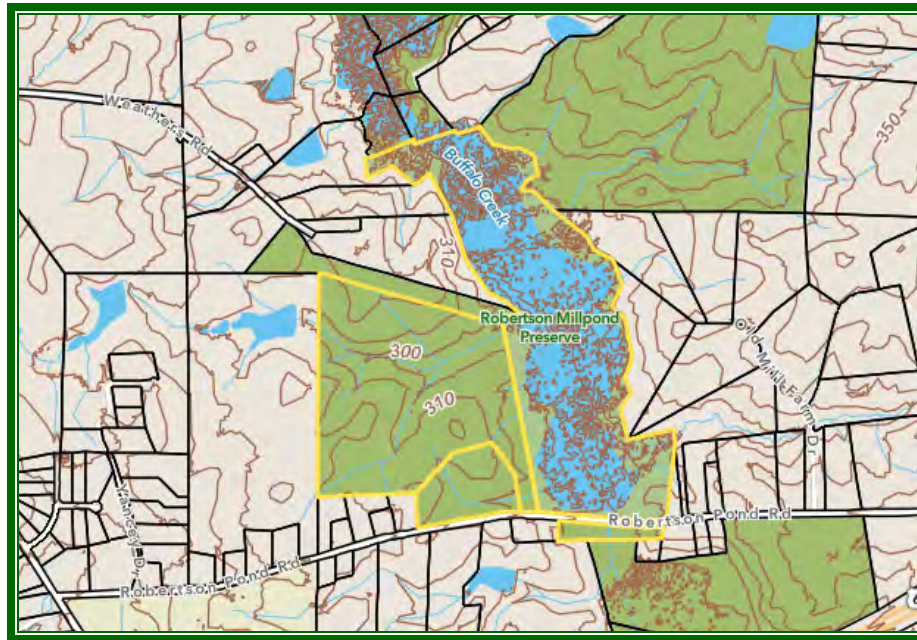 Weathers Rd
350
Buffalo Creek
310
Robertson Millpond
Preserve
300
310
Old Mill Farm Dr
Yancey Dr
Robertson Pond Rd
Robertson Pond Rd